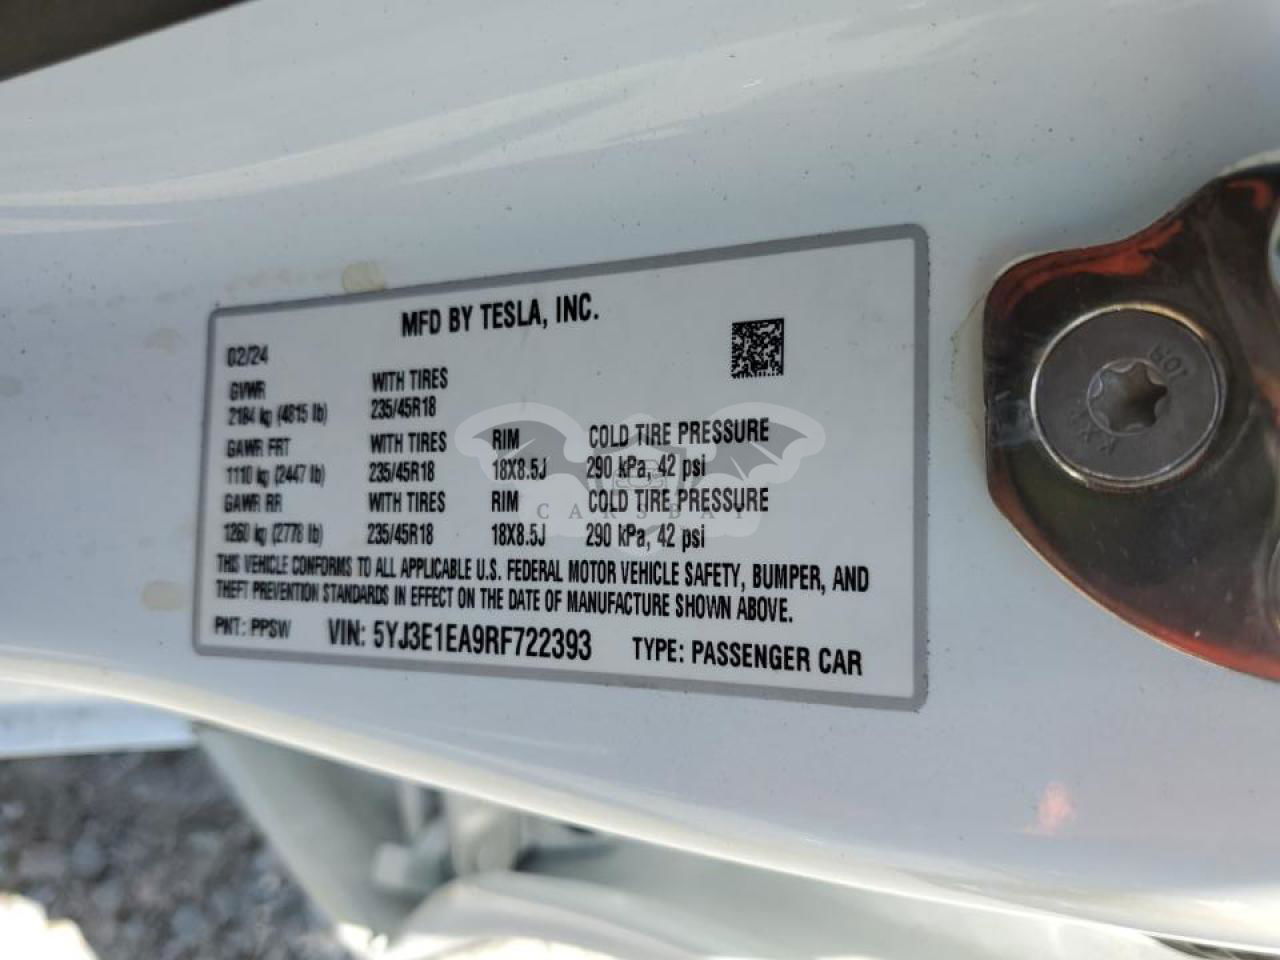 MFD BY TESLA, INC.
02/24
GVWR WITH TIRES
2184 kg (4815 lb) 235/45R18
GAWR FRT WITH TIRES RIM COLD TIRE PRESSURE
1110 kg (2447 lb) 235/45R18 18X8.5J 290 kPa, 42 psi
GAWR RR WITH TIRES RIM COLD TIRE PRESSURE
1260 kg (2778 lb) 235/45R18 18X8.5J 290 kPa, 42 psi
CARSBAY
THIS VEHICLE CONFORMS TO ALL APPLICABLE U.S. FEDERAL MOTOR VEHICLE SAFETY, BUMPER, AND
THEFT PREVENTION STANDARDS IN EFFECT ON THE DATE OF MANUFACTURE SHOWN ABOVE.
PNT: PPSW VIN: 5YJ3E1EA9RF722393 TYPE: PASSENGER CAR